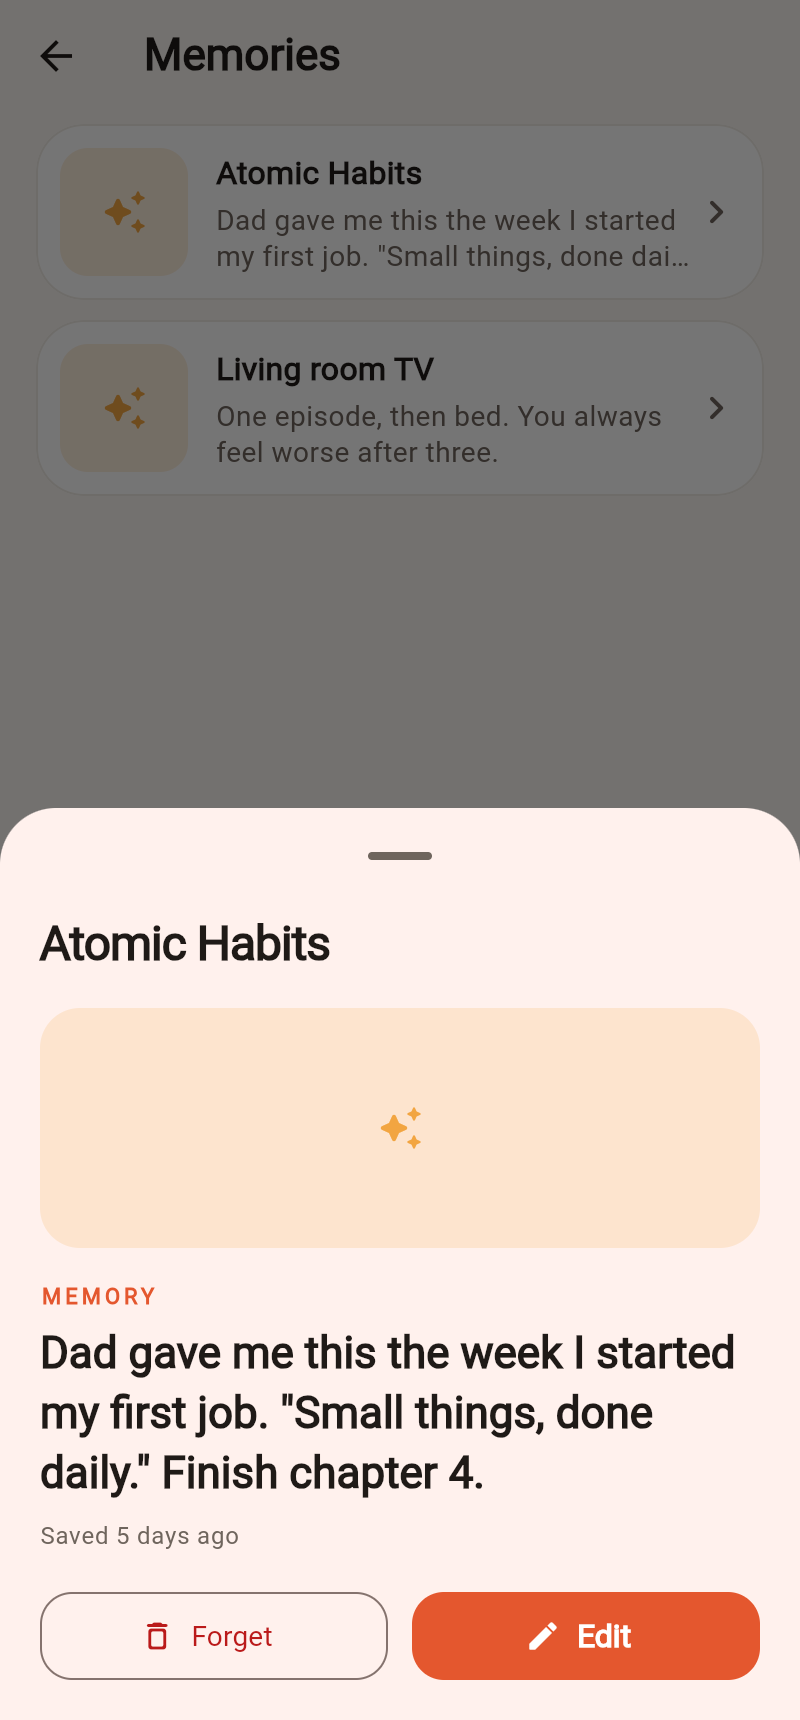 Memories
Atomic Habits
Dad gave me this the week I started
my first job. "Small things, done dai…
Living room TV
One episode, then bed. You always
feel worse after three.
Atomic Habits
MEMORY
Dad gave me this the week I started
my first job. "Small things, done
daily." Finish chapter 4.
Saved 5 days ago
Forget
Edit